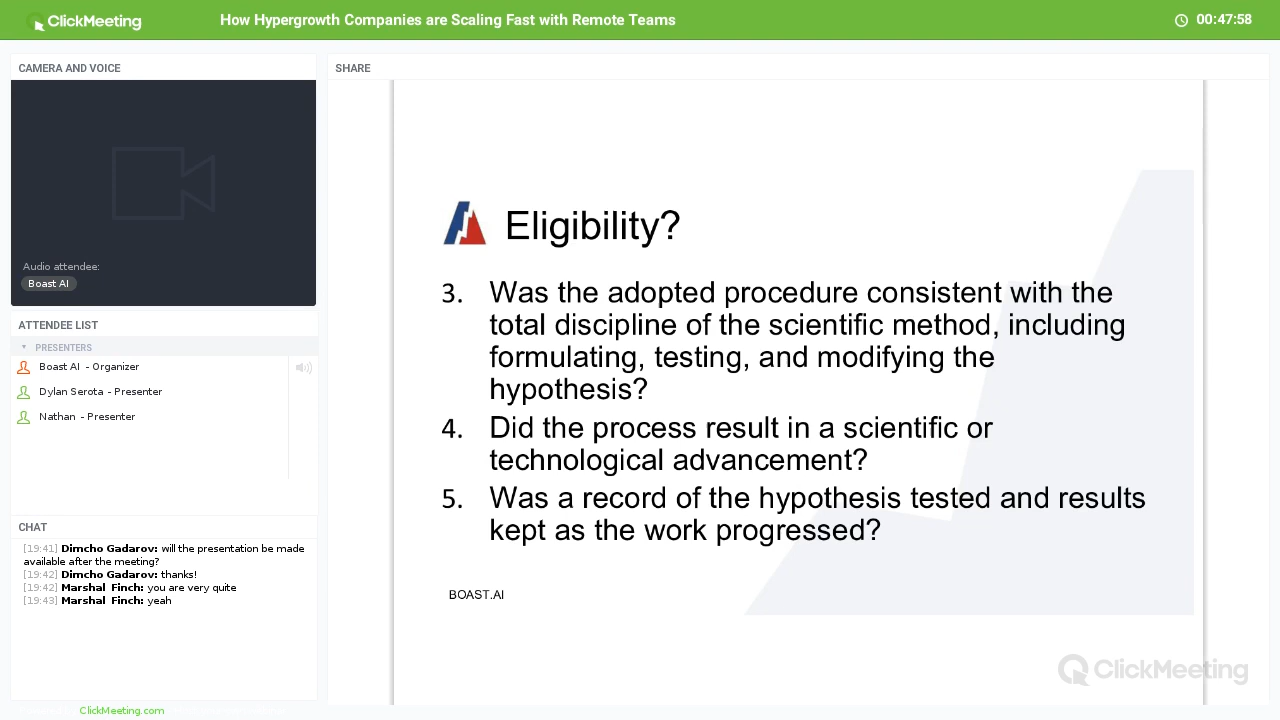 ClickMeeting
How Hypergrowth Companies are Scaling Fast with Remote Teams
00:47:58
CAMERA AND VOICE
Audio attendee:
Boast AI
ATTENDEE LIST
PRESENTERS
Boast AI - Organizer
Dylan Serota - Presenter
Nathan - Presenter
CHAT
[19:41] Dimcho Gadarov: will the presentation be made
available after the meeting?
[19:42] Dimcho Gadarov: thanks!
[19:42] Marshal Finch: you are very quite
[19:43] Marshal Finch: yeah
ClickMeeting.com
SHARE
Eligibility?
3. Was the adopted procedure consistent with the
total discipline of the scientific method, including
formulating, testing, and modifying the
hypothesis?
4. Did the process result in a scientific or
technological advancement?
5. Was a record of the hypothesis tested and results
kept as the work progressed?
BOAST.AI
ClickMeeting